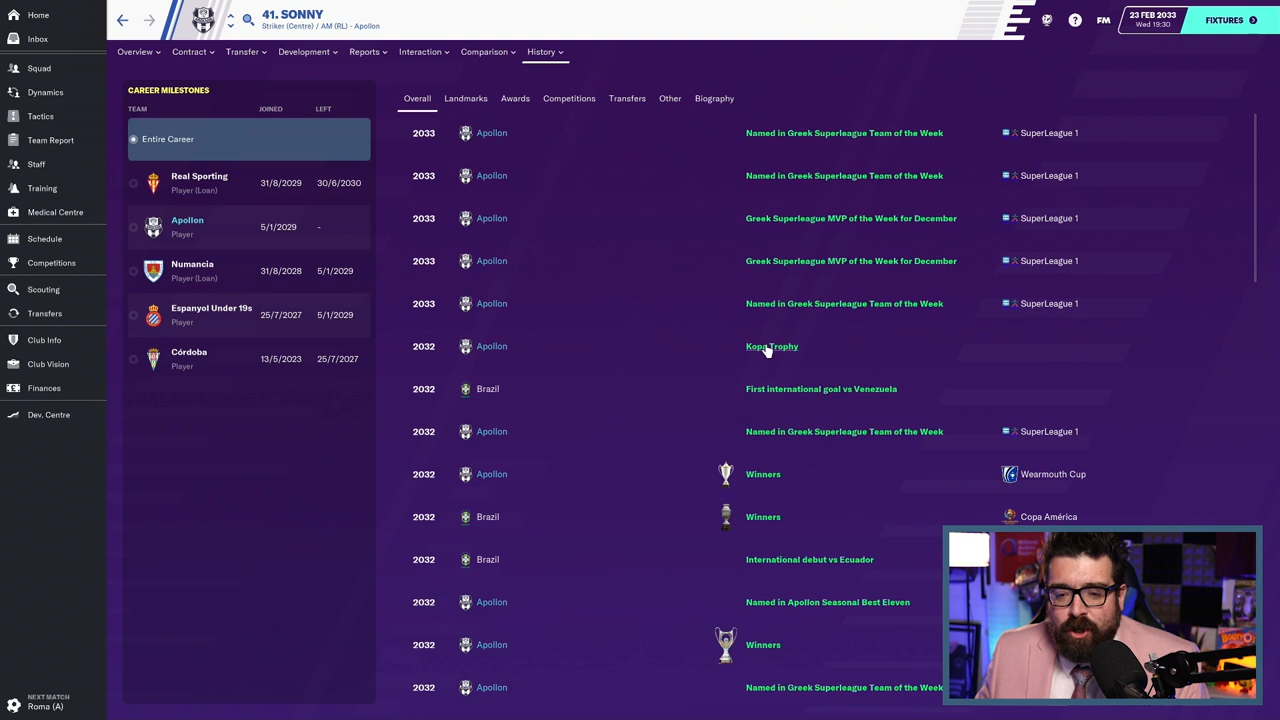 Home
Inbox
Squad
Dynamics
Tactics
Team Report
Staff
Training
Medical Centre
Schedule
Competitions
Scouting
Transfers
Club Info
Club Vision
Finances
Dev. Centre
NEXT MATCH
Roma (A)
41. SONNY
Striker (Centre) / AM (RL) - Apollon
? FM
23 FEB 2033
Wed 19:30
FIXTURES
Overview Contract Transfer Development Reports Interaction Comparison History
CAREER MILESTONES
TEAM JOINED LEFT
Entire Career
Real Sporting
Player (Loan) 31/8/2029 30/6/2030
Apollon
Player 5/1/2029 -
Numancia
Player (Loan) 31/8/2028 5/1/2029
Espanyol Under 19s
Player 25/7/2027 5/1/2029
Córdoba
Player 13/5/2023 25/7/2027
Overall Landmarks Awards Competitions Transfers Other Biography
2033 Apollon Named in Greek Superleague Team of the Week SuperLeague 1
2033 Apollon Named in Greek Superleague Team of the Week SuperLeague 1
2033 Apollon Greek Superleague MVP of the Week for December SuperLeague 1
2033 Apollon Greek Superleague MVP of the Week for December SuperLeague 1
2033 Apollon Named in Greek Superleague Team of the Week SuperLeague 1
2032 Apollon Kopa Trophy
2032 Brazil First international goal vs Venezuela
2032 Apollon Named in Greek Superleague Team of the Week SuperLeague 1
2032 Apollon Winners Wearmouth Cup
2032 Brazil Winners Copa América
2032 Brazil International debut vs Ecuador
2032 Apollon Named in Apollon Seasonal Best Eleven
2032 Apollon Winners
2032 Apollon Named in Greek Superleague Team of the Week